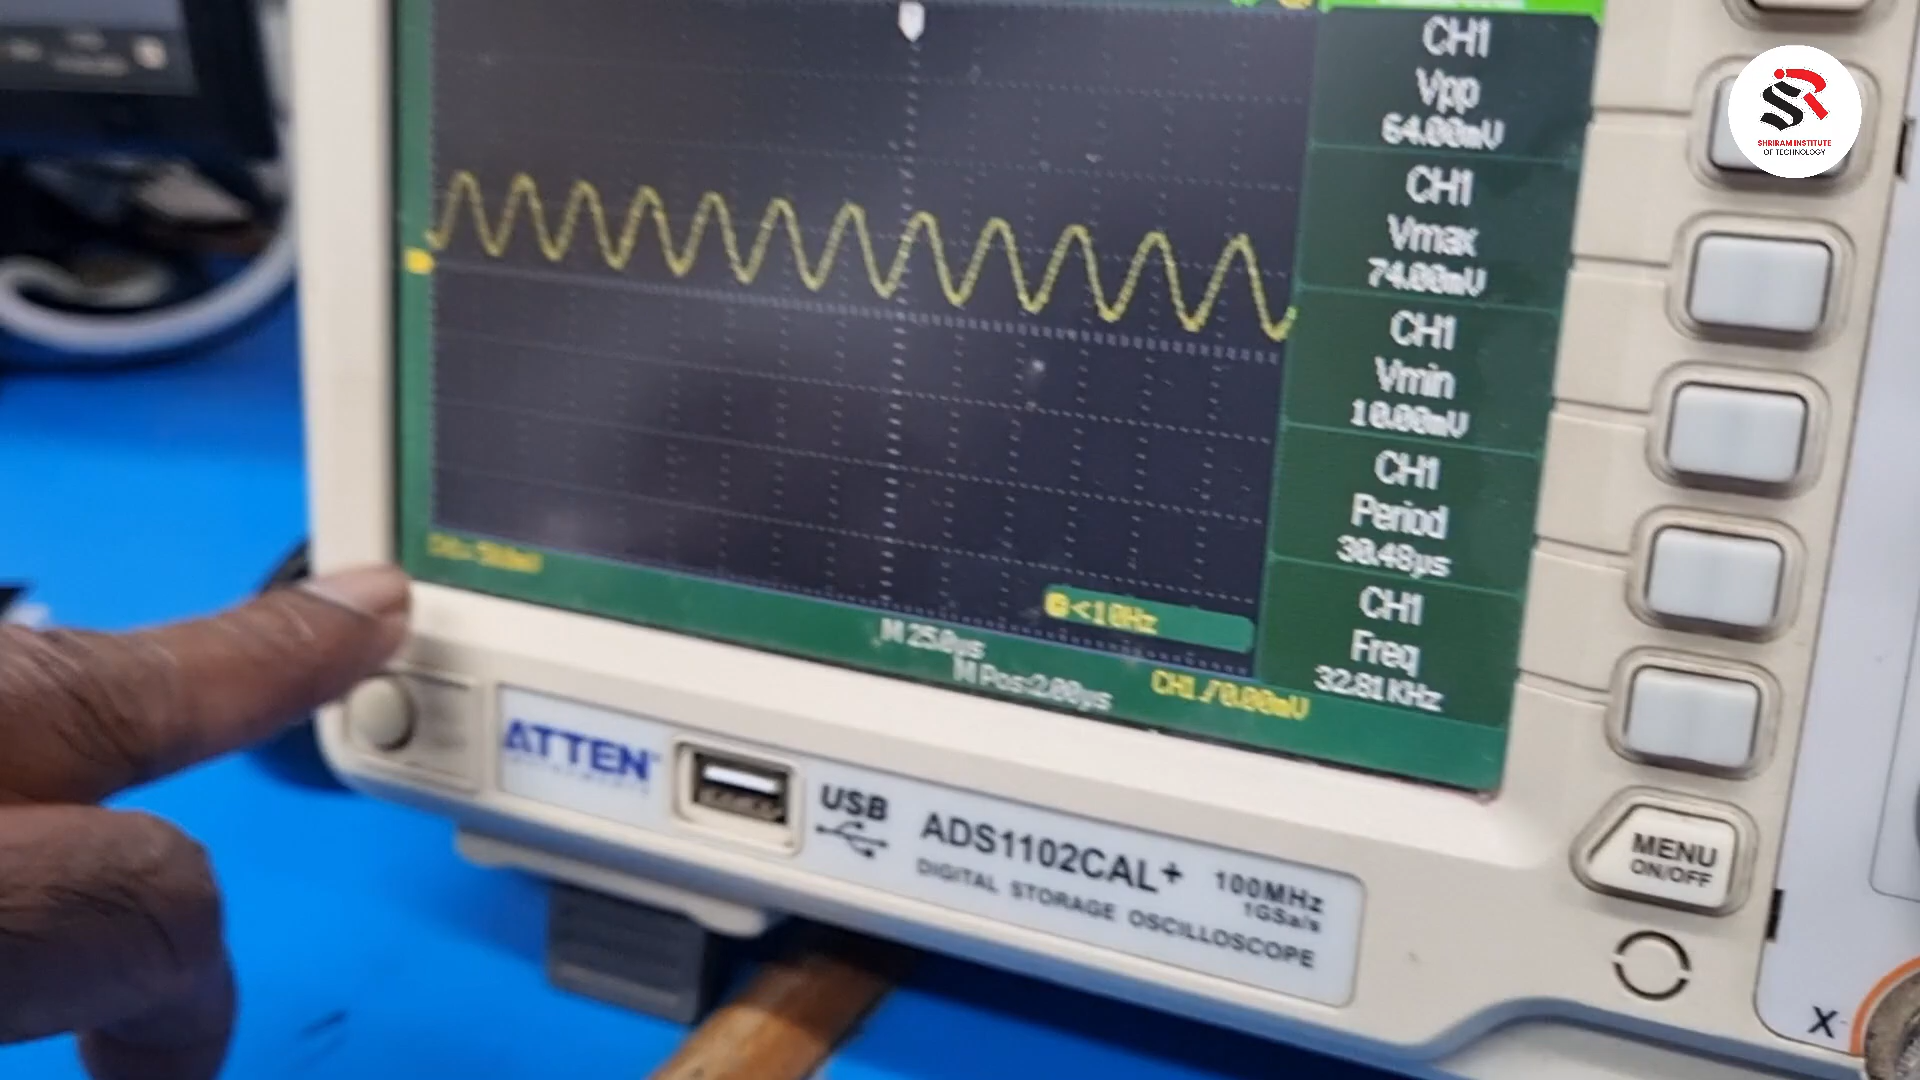 CH1
Vpp
64.00mV
CH1
Vmax
74.00mV
CH1
Vmin
10.00mV
CH1
Period
30.48µs
CH1
Freq
32.81KHz
<10Hz
M 25.0µs
M Pos:2.00µs
CH1 /0.00mV
SHRIRAM INSTITUTE
OF TECHNOLOGY
ATTEN
USB
ADS1102CAL+
100MHz
1GSa/s
DIGITAL STORAGE OSCILLOSCOPE
MENU
ON/OFF
X